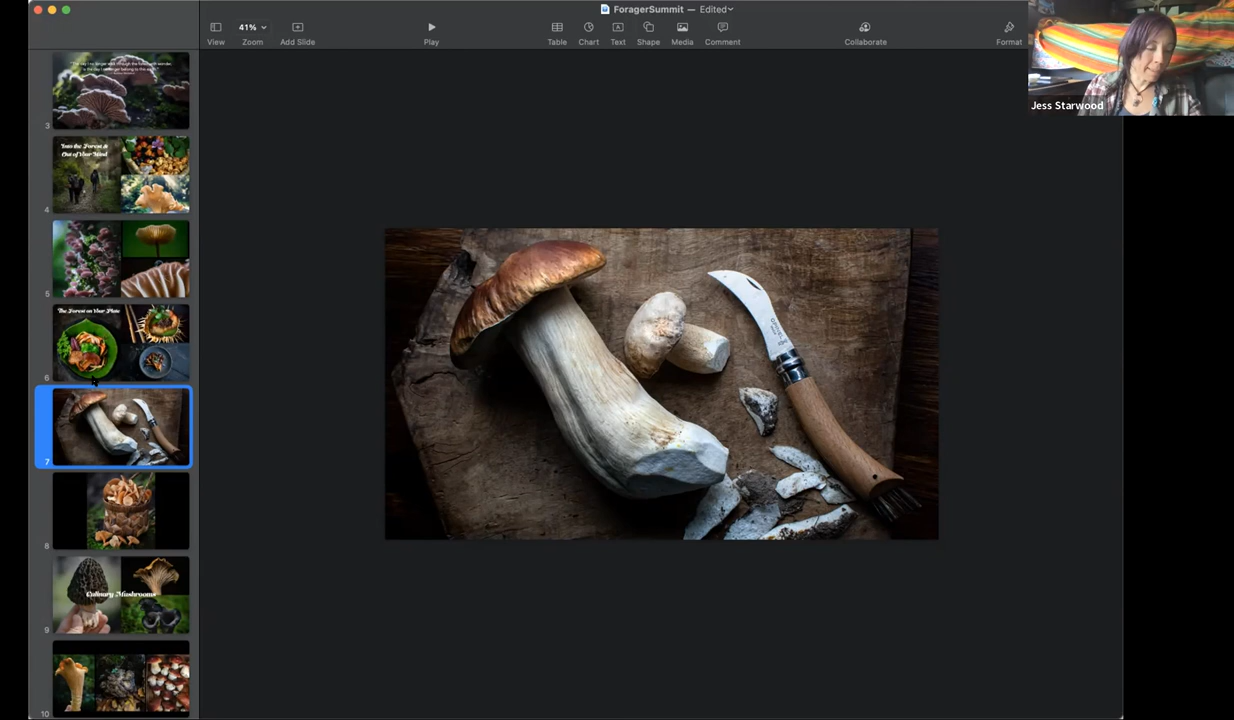 ForagerSummit — Edited
View
41%
Zoom
Add Slide
Play
Table
Chart
Text
Shape
Media
Comment
Collaborate
Format
Jess Starwood
3
Into the Forest &
Out of Your Mind
4
5
The Forest on Your Plate
6
7
8
Culinary Mushrooms
9
10
OPINEL